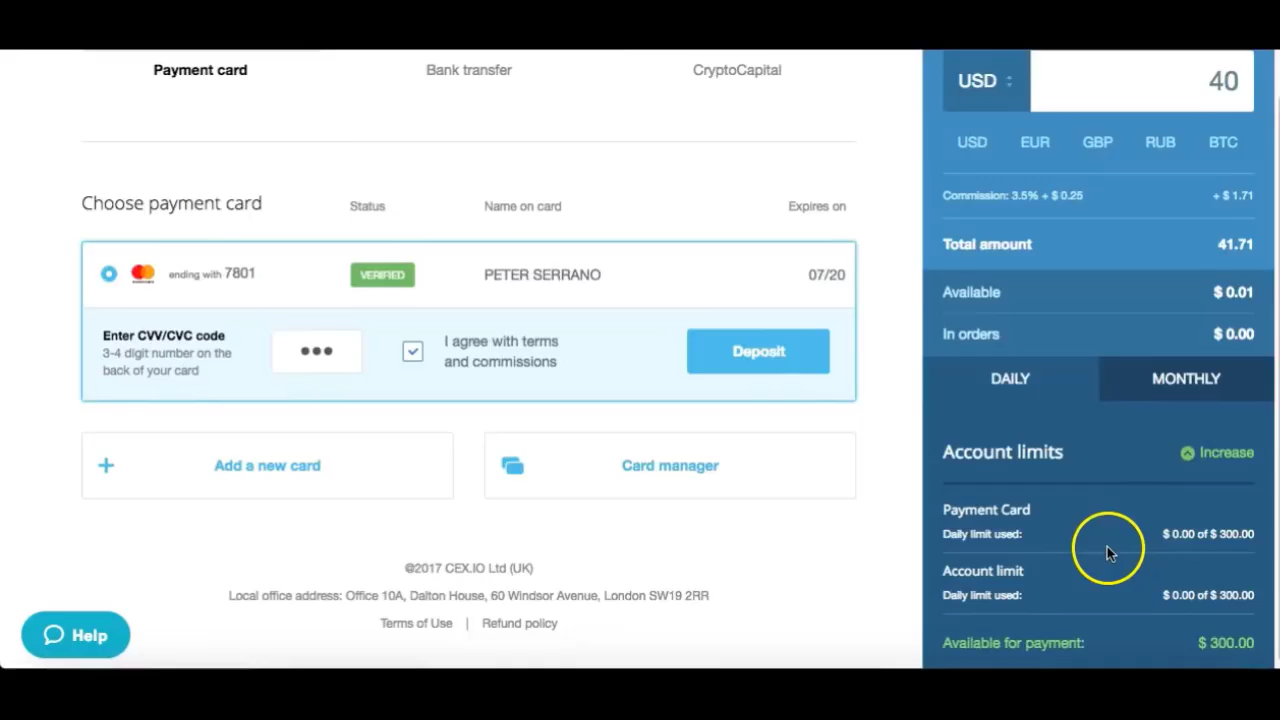 Payment card
Bank transfer
CryptoCapital
Choose payment card
Status
Name on card
Expires on
ending with 7801
VERIFIED
PETER SERRANO
07/20
Enter CVV/CVC code
3-4 digit number on the
back of your card
•••
I agree with terms
and commissions
Deposit
Add a new card
Card manager
@2017 CEX.IO Ltd (UK)
Local office address: Office 10A, Dalton House, 60 Windsor Avenue, London SW19 2RR
Terms of Use | Refund policy
Help
USD 40
USD EUR GBP RUB BTC
Commission: 3.5% + $ 0.25 + $ 1.71
Total amount 41.71
Available $ 0.01
In orders $ 0.00
DAILY MONTHLY
Account limits Increase
Payment Card
Daily limit used: $ 0.00 of $ 300.00
Account limit
Daily limit used: $ 0.00 of $ 300.00
Available for payment: $ 300.00